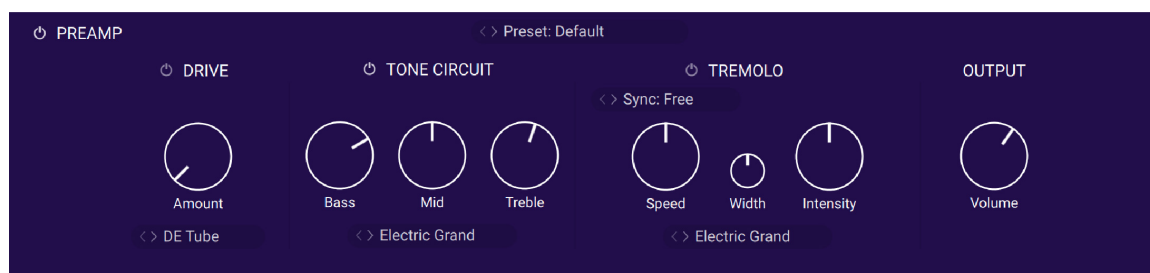 PREAMP
Preset: Default
DRIVE
TONE CIRCUIT
TREMOLO
OUTPUT
Sync: Free
Amount
Bass
Mid
Treble
Speed
Width
Intensity
Volume
DE Tube
Electric Grand
Electric Grand